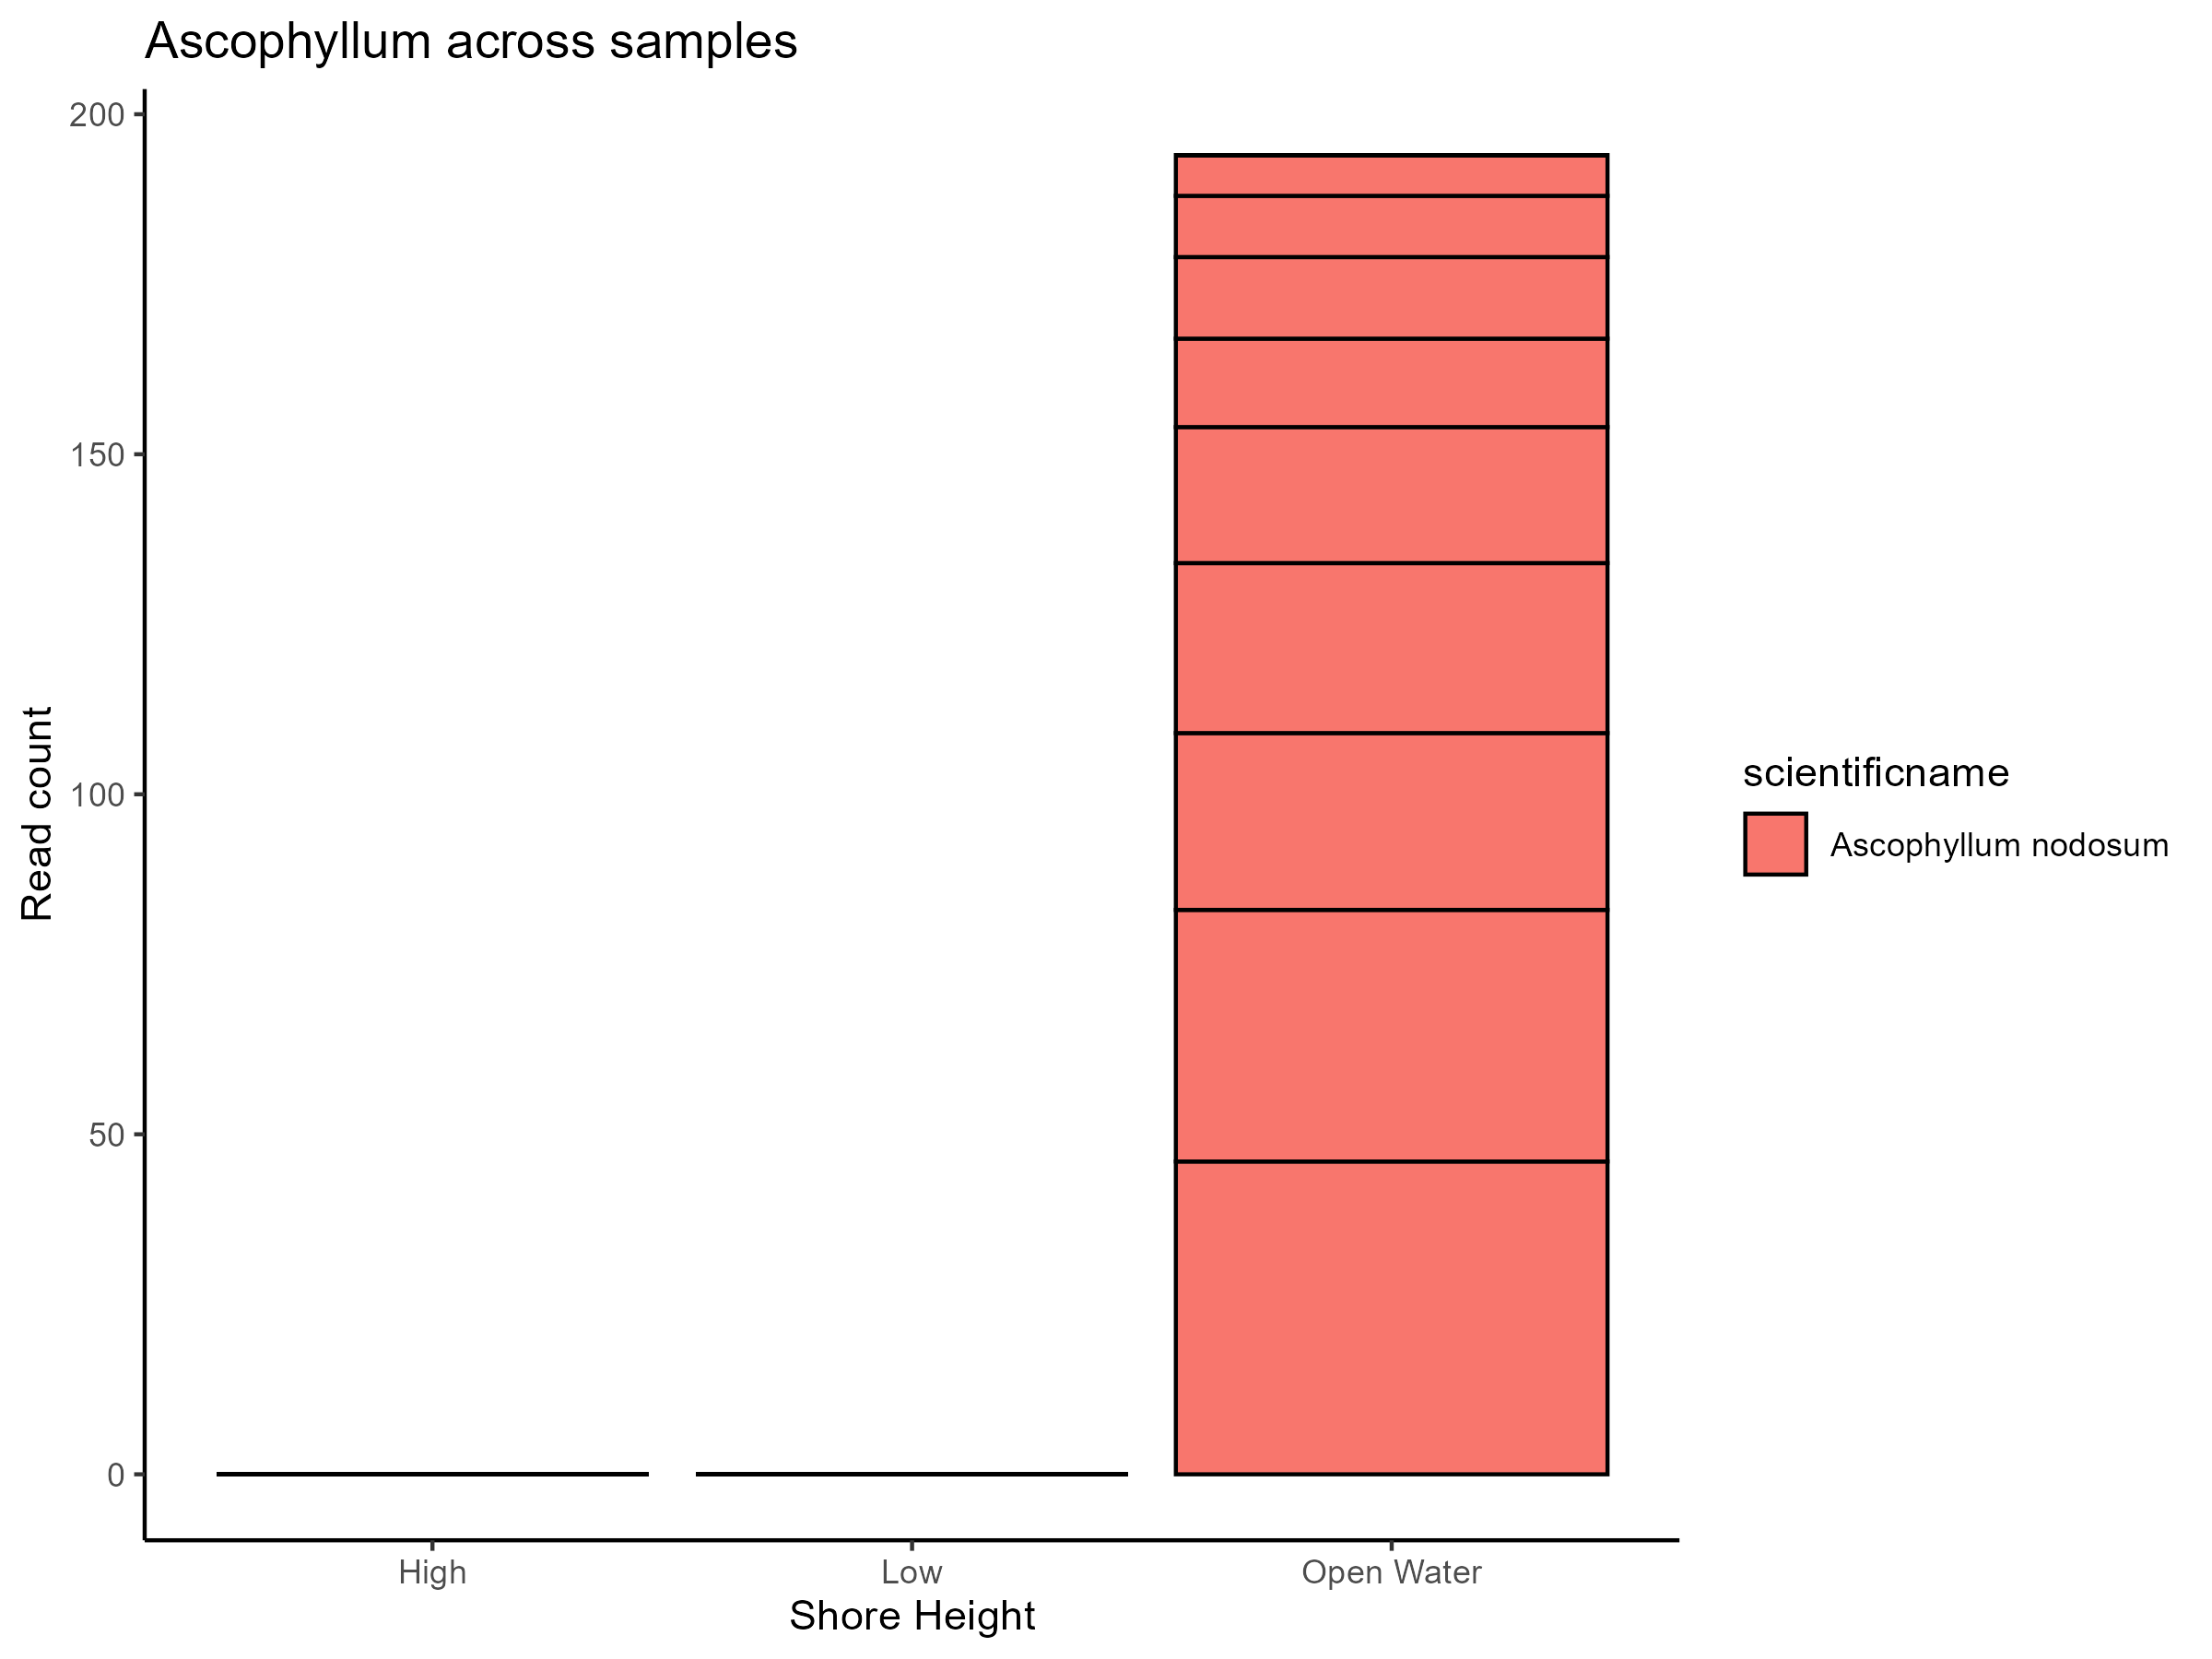 Ascophyllum across samples
200
150
100
50
0
Read count
High
Low
Open Water
Shore Height
scientificname
Ascophyllum nodosum